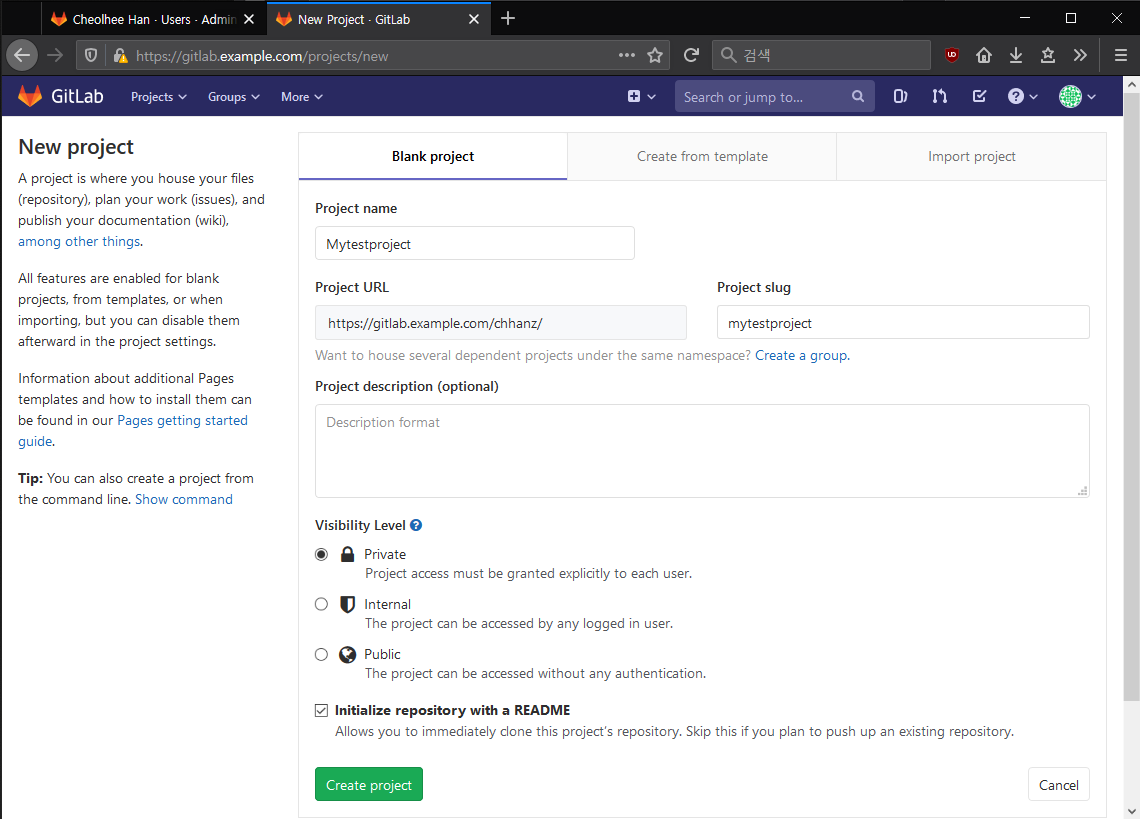 Cheolhee Han · Users · Admin
New Project · GitLab
https://gitlab.example.com/projects/new
검색
GitLab
Projects
Groups
More
Search or jump to...
New project
A project is where you house your files
(repository), plan your work (issues), and
publish your documentation (wiki),
among other things.
All features are enabled for blank
projects, from templates, or when
importing, but you can disable them
afterward in the project settings.
Information about additional Pages
templates and how to install them can
be found in our Pages getting started
guide.
Tip: You can also create a project from
the command line. Show command
Blank project
Create from template
Import project
Project name
Mytestproject
Project URL
Project slug
https://gitlab.example.com/chhanz/
mytestproject
Want to house several dependent projects under the same namespace? Create a group.
Project description (optional)
Description format
Visibility Level
Private
Project access must be granted explicitly to each user.
Internal
The project can be accessed by any logged in user.
Public
The project can be accessed without any authentication.
Initialize repository with a README
Allows you to immediately clone this project's repository. Skip this if you plan to push up an existing repository.
Create project
Cancel